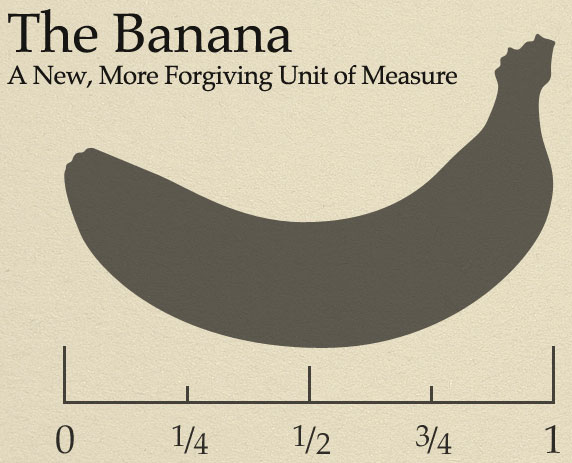 The Banana
A New, More Forgiving Unit of Measure
0 1/4 1/2 3/4 1